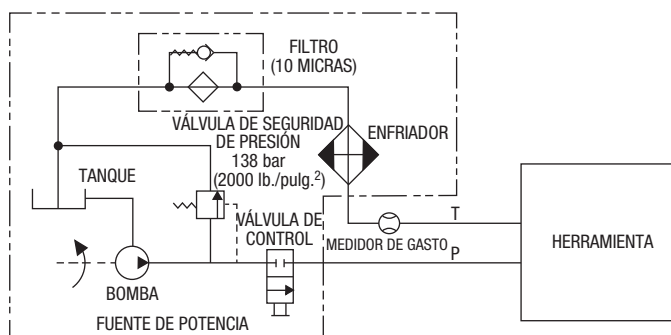 FILTRO
(10 MICRAS)
VÁLVULA DE SEGURIDAD
DE PRESIÓN
138 bar
(2000 lb./pulg.²)
ENFRIADOR
TANQUE
VÁLVULA DE
CONTROL
MEDIDOR DE GASTO
T
P
HERRAMIENTA
BOMBA
FUENTE DE POTENCIA